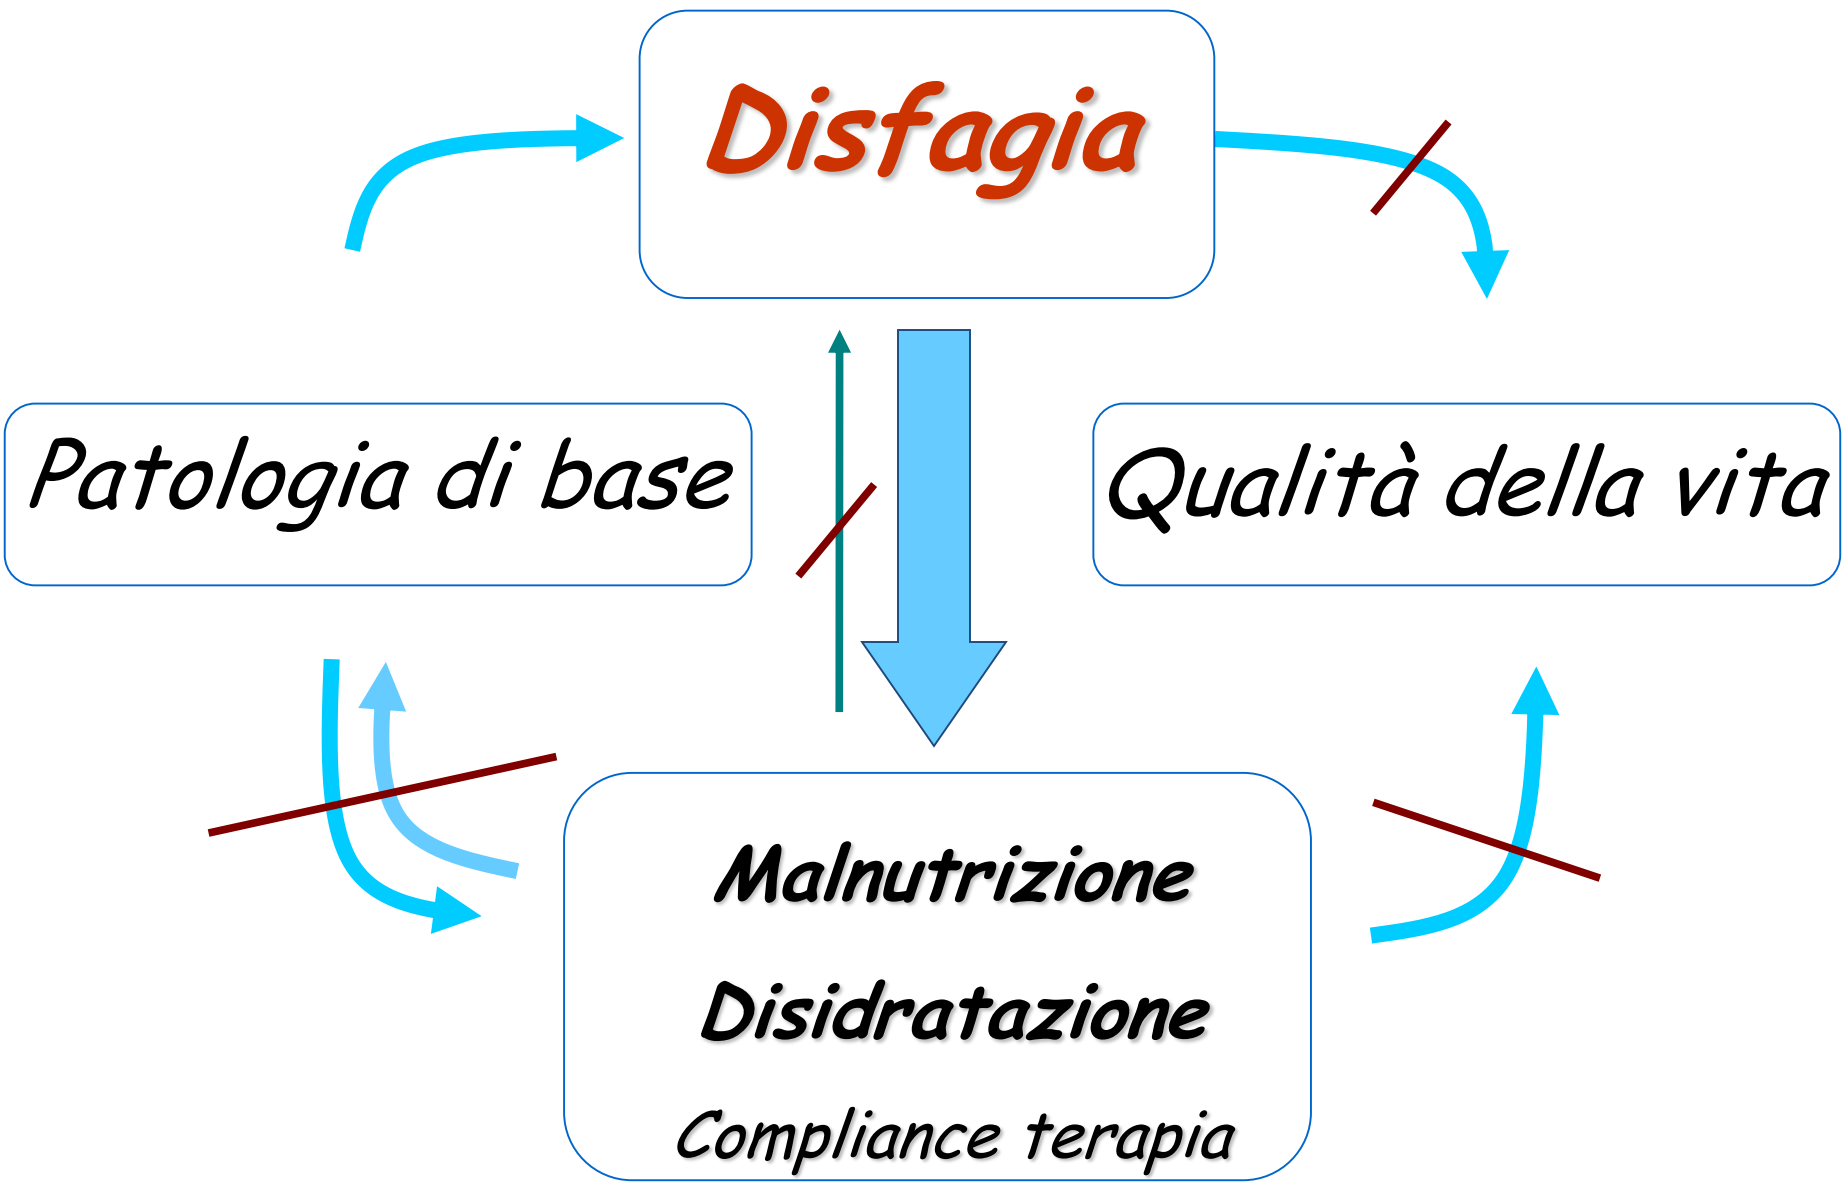 Disfagia
Patologia di base
Qualità della vita
Malnutrizione
Disidratazione
Compliance terapia